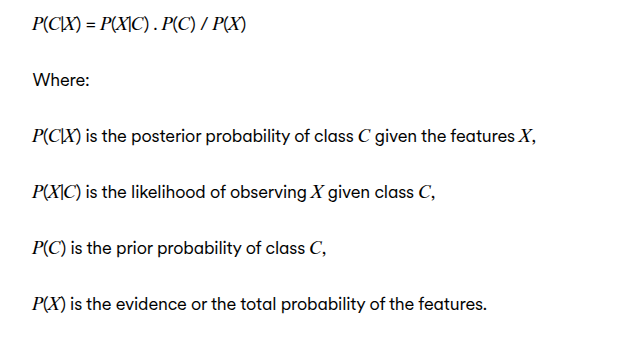 P(C|X) = P(X|C) . P(C) / P(X)
Where:
P(C|X) is the posterior probability of class C given the features X,
P(X|C) is the likelihood of observing X given class C,
P(C) is the prior probability of class C,
P(X) is the evidence or the total probability of the features.